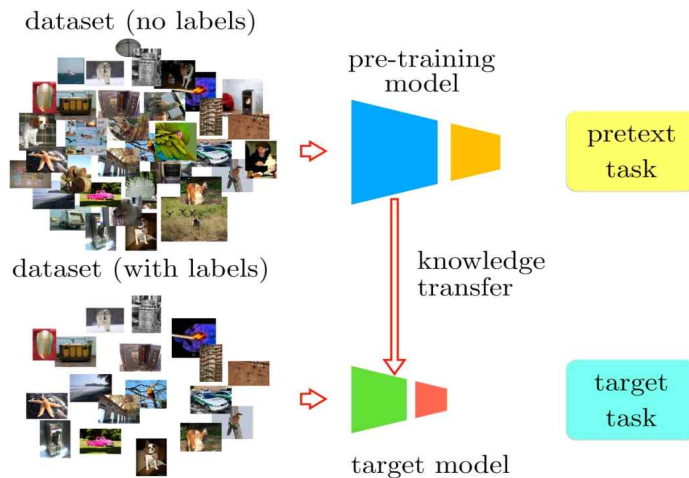 dataset (no labels)
pre-training
model
pretext
task
dataset (with labels)
knowledge
transfer
target
task
target model